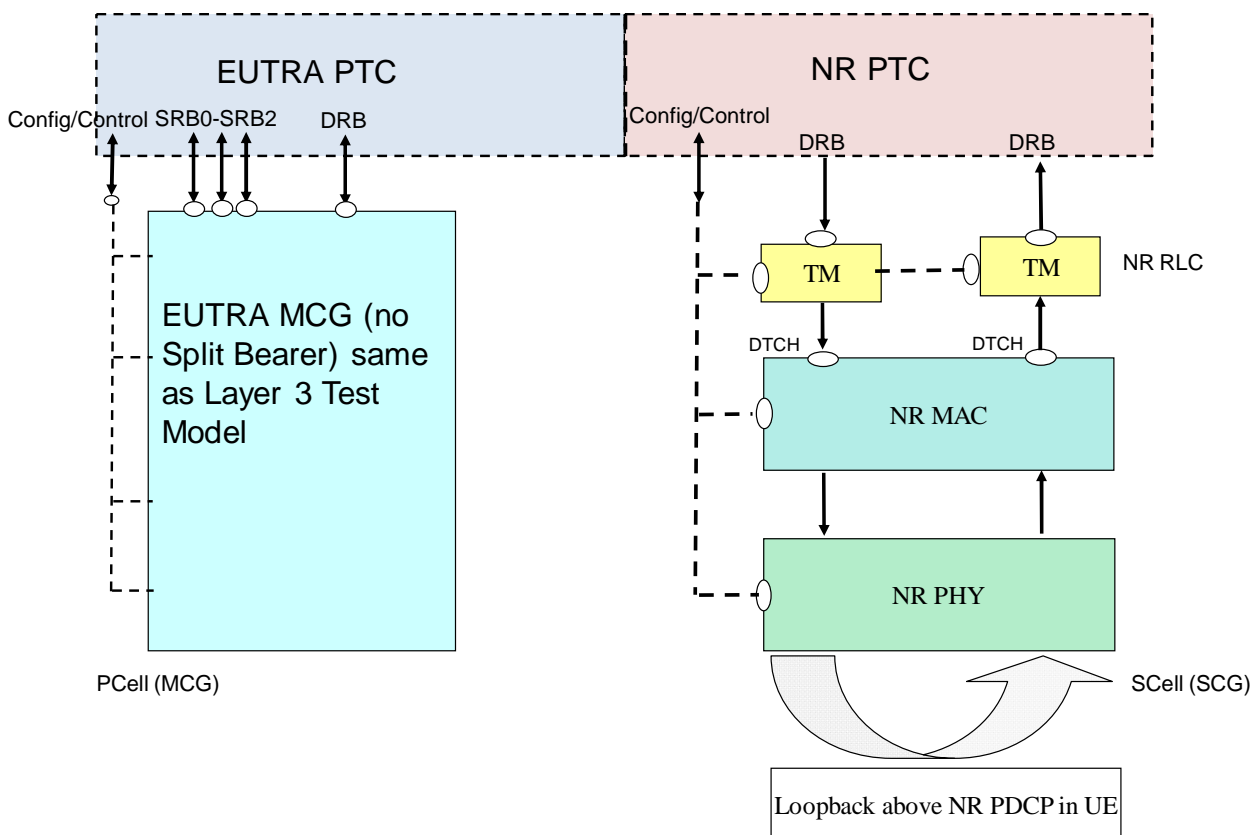 EUTRA PTC
NR PTC
Config/Control
SRB0-SRB2
DRB
Config/Control
DRB
DRB
TM
TM
NR RLC
EUTRA MCG (no
Split Bearer) same
as Layer 3 Test
Model
DTCH
DTCH
NR MAC
NR PHY
PCell (MCG)
SCell (SCG)
Loopback above NR PDCP in UE